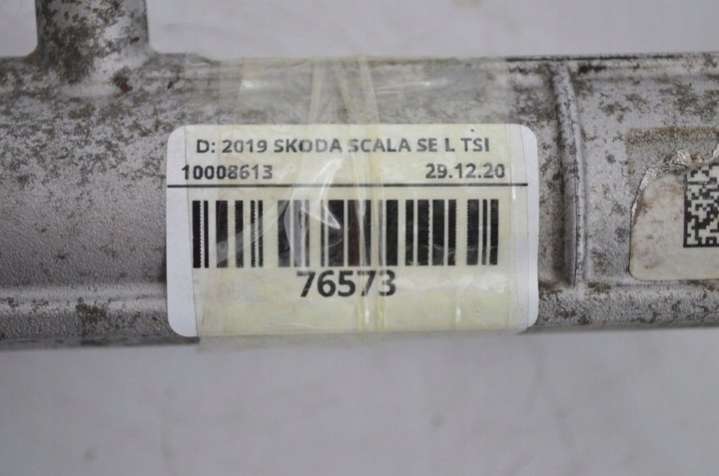 D: 2019 SKODA SCALA SE L TSI
10008613 29.12.20
76573